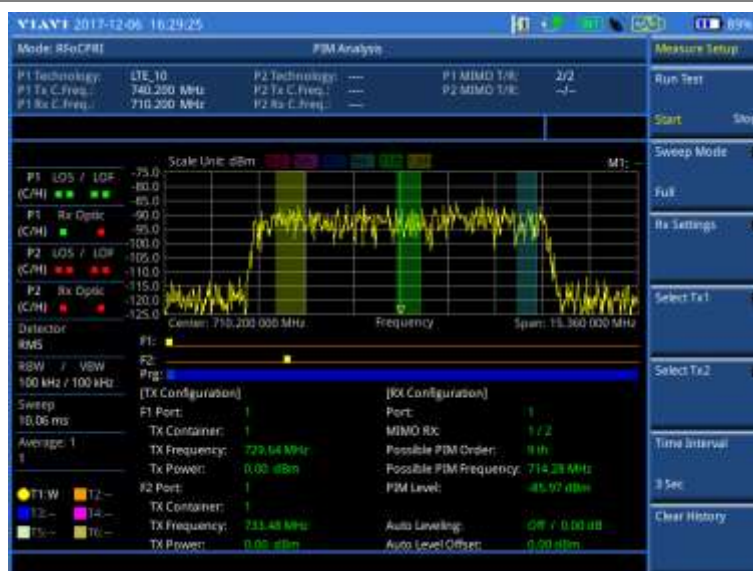 VIAVI 2017-12-06 16:29:25
89%
Mode: RFoCPRI PIM Analysis Measure Setup
P1 Technology: LTE_10 P2 Technology: ---- P1 MIMO T/R: 2/2
P1 Tx C.Freq.: 740.200 MHz P2 Tx C.Freq.: ---- P2 MIMO T/R: --/--
P1 Rx C.Freq.: 710.200 MHz P2 Rx C.Freq.: ----
Run Test
Start
Sweep Mode
Full
Rx Settings
Select Tx1
Select Tx2
Time Interval
3 Sec
Clear History
Scale Unit: dBm M1: --
P1 LOS / LOF
(C/H)
P1 Rx Optic
(C/H)
P2 LOS / LOF
(C/H)
P2 Rx Optic
(C/H)
Detector
RMS
RBW / VBW
100 kHz / 100 kHz
Sweep
10.06 ms
Average: 1
1
T1:W T2:--
T3:-- T4:--
T5:-- T6:--
-75.0
-80.0
-85.0
-90.0
-95.0
-100.0
-105.0
-110.0
-115.0
-120.0
-125.0
Center: 710.200 000 MHz Frequency Span: 15.360 000 MHz
F1:
F2:
Prg:
[TX Configuration] [RX Configuration]
F1 Port: 1 Port: 1
TX Container: 1 MIMO RX: 1 / 2
TX Frequency: 729.64 MHz Possible PIM Order: 9 th
Tx Power: 0.00 dBm Possible PIM Frequency: 714.28 MHz
F2 Port: 1 PIM Level: -85.97 dBm
TX Container: 1
TX Frequency: 733.48 MHz Auto Leveling: Off / 0.00 dB
TX Power: 0.00 dBm Auto Level Offset: 0.00 dBm